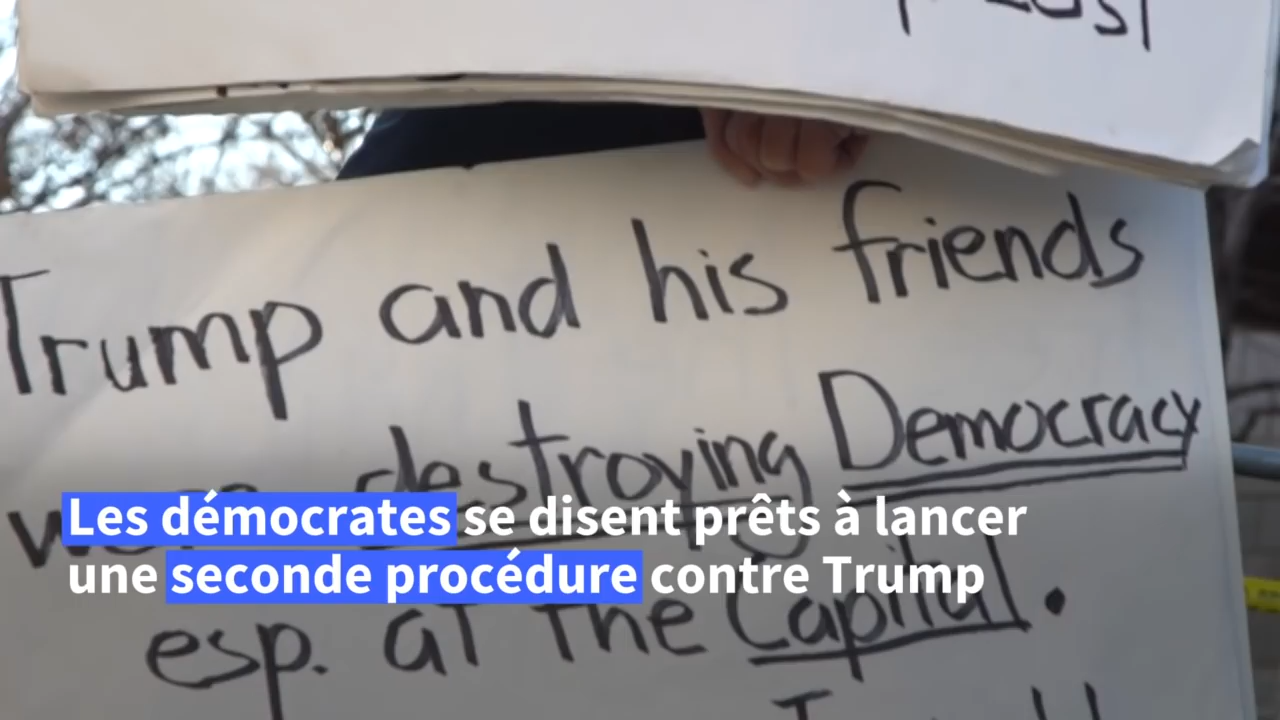 Trump and his friends
were destroying Democracy
esp. at the Capital.
Les démocrates se disent prêts à lancer
une seconde procédure contre Trump